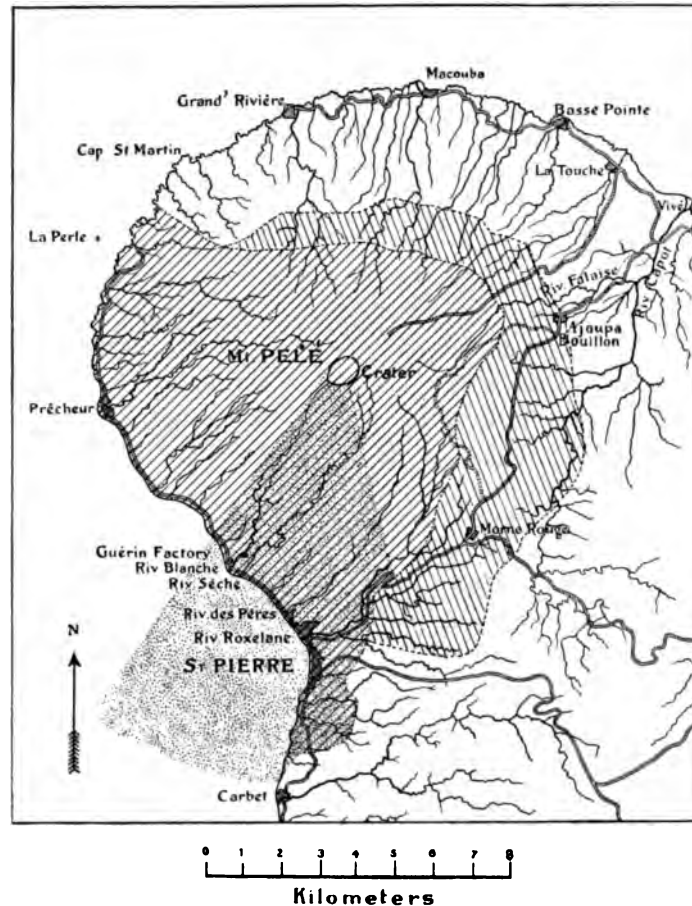 Macouba
Grand' Rivière
Basse Pointe
Cap St Martin
La Touche
Vivé
La Perle
Riv. Falaise
Riv. Capot
Ajoupa
Bouillon
Mt. PELÉ
Crater
Prêcheur
Morne Rouge
Guérin Factory
Riv Blanche
Riv. Sèche
Riv. des Pères
Riv. Roxelane
N
ST PIERRE
Carbet
0 1 2 3 4 5 6 7 8
Kilometers